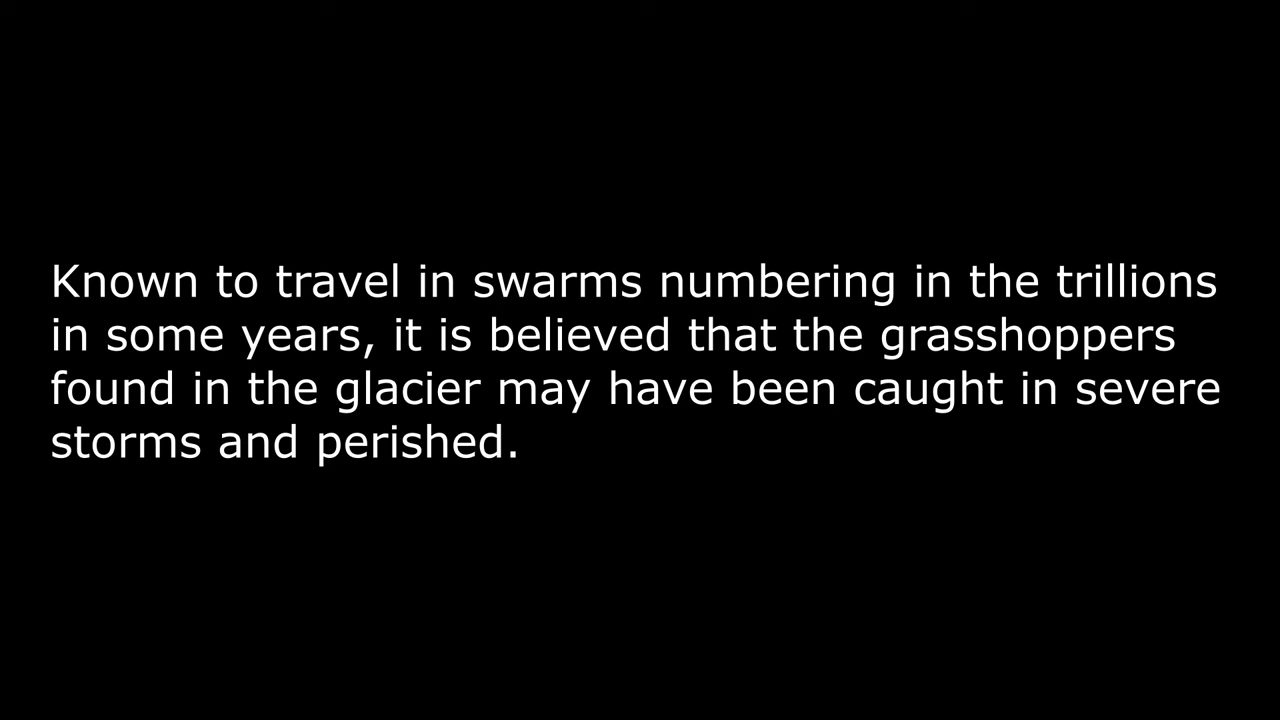 Known to travel in swarms numbering in the trillions
in some years, it is believed that the grasshoppers
found in the glacier may have been caught in severe
storms and perished.